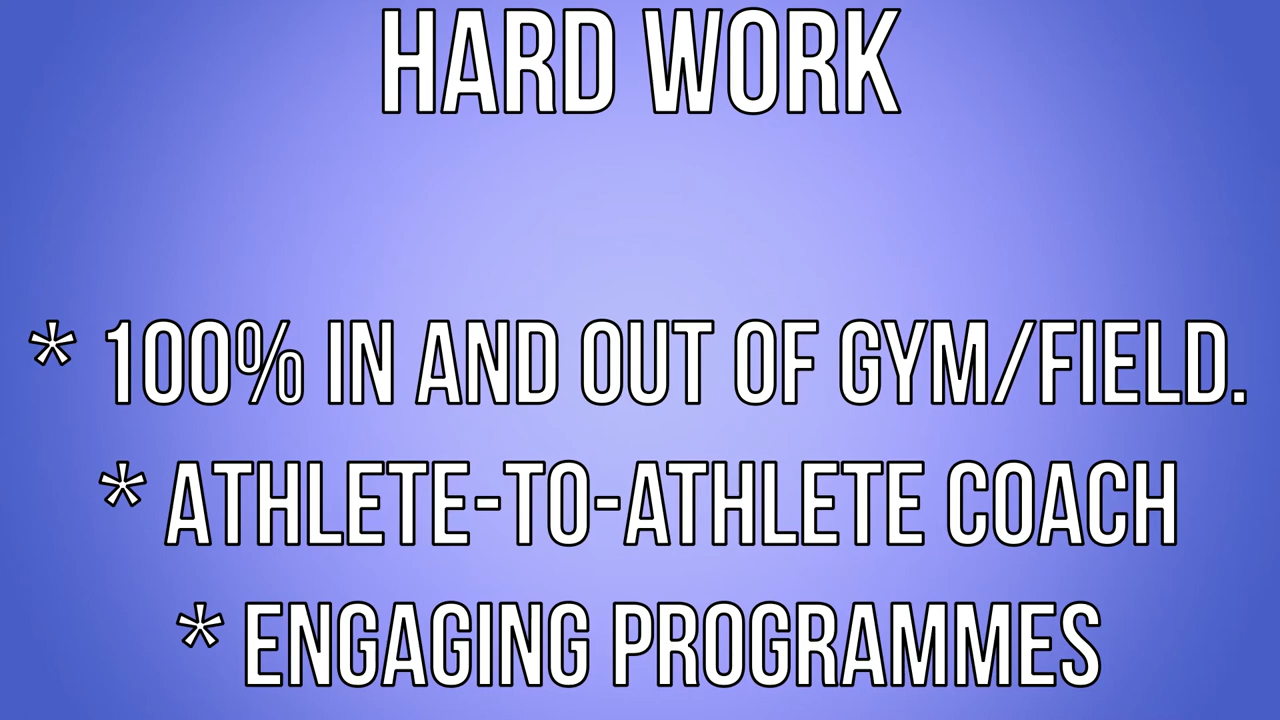 HARD WORK
* 100% IN AND OUT OF GYM/FIELD.
* ATHLETE-TO-ATHLETE COACH
* ENGAGING PROGRAMMES